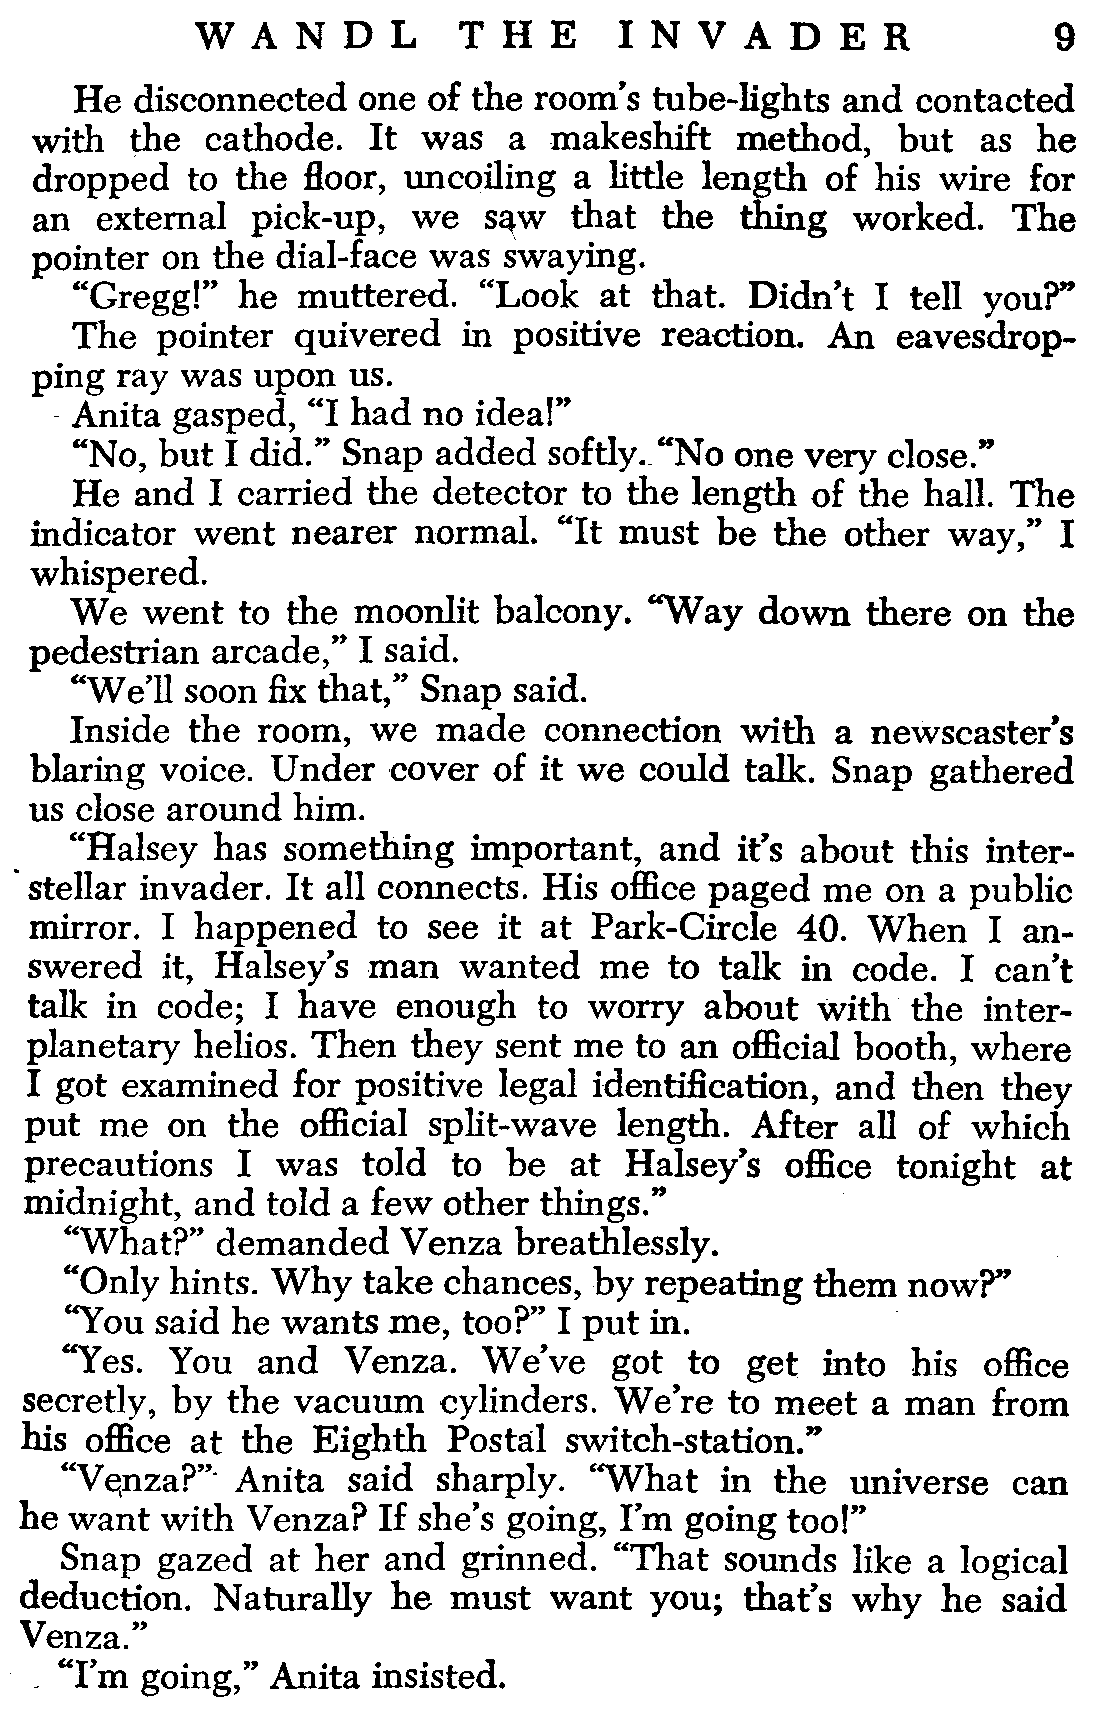 WANDL THE INVADER 9
He disconnected one of the room's tube-lights and contacted
with the cathode. It was a makeshift method, but as he
dropped to the floor, uncoiling a little length of his wire for
an external pick-up, we saw that the thing worked. The
pointer on the dial-face was swaying.
"Gregg!" he muttered. "Look at that. Didn't I tell you?"
The pointer quivered in positive reaction. An eavesdrop-
ping ray was upon us.
Anita gasped, "I had no idea!"
"No, but I did." Snap added softly. "No one very close."
He and I carried the detector to the length of the hall. The
indicator went nearer normal. "It must be the other way," I
whispered.
We went to the moonlit balcony. "Way down there on the
pedestrian arcade," I said.
"We'll soon fix that," Snap said.
Inside the room, we made connection with a newscaster's
blaring voice. Under cover of it we could talk. Snap gathered
us close around him.
"Halsey has something important, and it's about this inter-
stellar invader. It all connects. His office paged me on a public
mirror. I happened to see it at Park-Circle 40. When I an-
swered it, Halsey's man wanted me to talk in code. I can't
talk in code; I have enough to worry about with the inter-
planetary helios. Then they sent me to an official booth, where
I got examined for positive legal identification, and then they
put me on the official split-wave length. After all of which
precautions I was told to be at Halsey's office tonight at
midnight, and told a few other things."
"What?" demanded Venza breathlessly.
"Only hints. Why take chances, by repeating them now?"
"You said he wants me, too?" I put in.
"Yes. You and Venza. We've got to get into his office
secretly, by the vacuum cylinders. We're to meet a man from
his office at the Eighth Postal switch-station."
"Venza?" Anita said sharply. "What in the universe can
he want with Venza? If she's going, I'm going too!"
Snap gazed at her and grinned. "That sounds like a logical
deduction. Naturally he must want you; that's why he said
Venza."
"I'm going," Anita insisted.